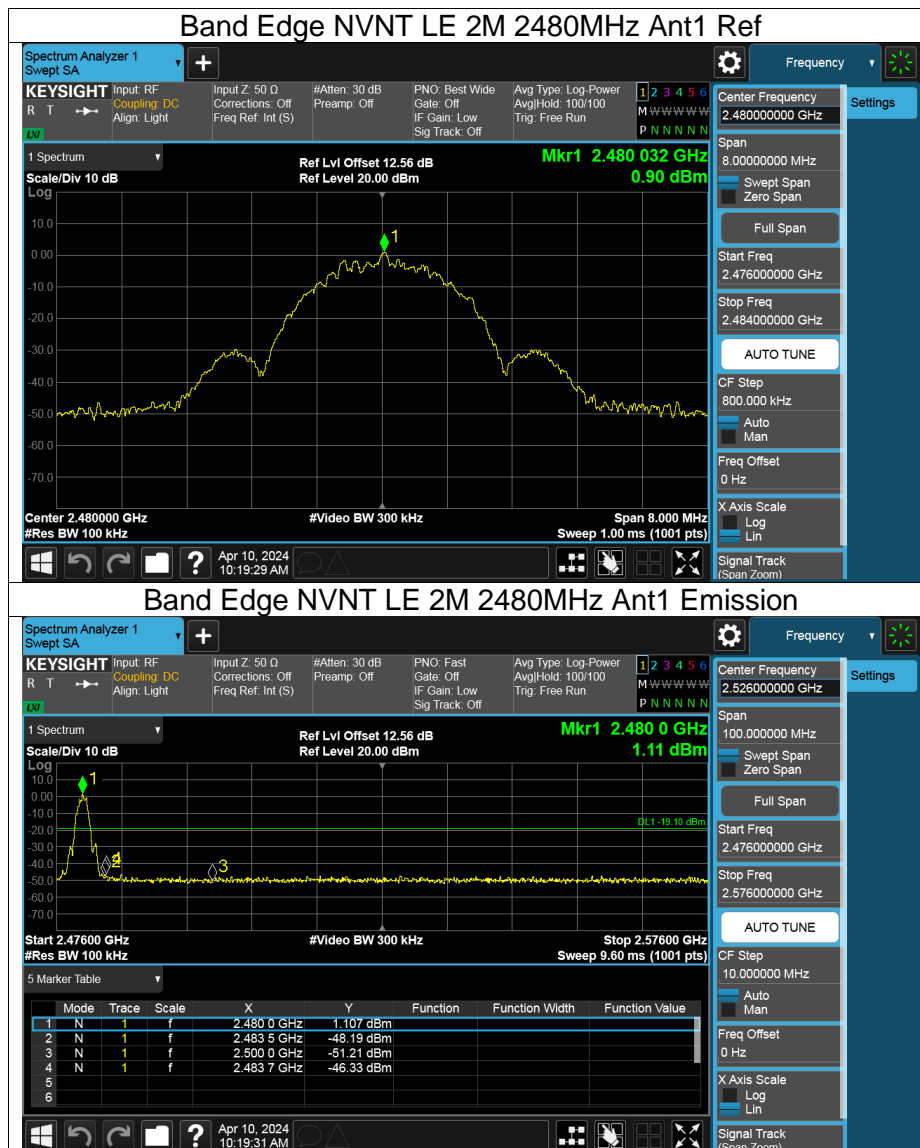 Band Edge NVNT LE 2M 2480MHz Ant1 Ref
Spectrum Analyzer 1
Swept SA
+
Frequency
KEYSIGHT
R T
LXI
Input: RF
Coupling: DC
Align: Light
Input Z: 50 Ω
Corrections: Off
Freq Ref: Int (S)
#Atten: 30 dB
Preamp: Off
PNO: Best Wide
Gate: Off
IF Gain: Low
Sig Track: Off
Avg Type: Log-Power
Avg|Hold: 100/100
Trig: Free Run
1 2 3 4 5 6
M W W W W W
P N N N N N
Settings
1 Spectrum
Scale/Div 10 dB
Log
Ref Lvl Offset 12.56 dB
Ref Level 20.00 dBm
Mkr1 2.480 032 GHz
0.90 dBm
1
10.0
0.00
-10.0
-20.0
-30.0
-40.0
-50.0
-60.0
-70.0
Center 2.480000 GHz
#Res BW 100 kHz
#Video BW 300 kHz
Span 8.000 MHz
Sweep 1.00 ms (1001 pts)
Center Frequency
2.480000000 GHz
Span
8.00000000 MHz
Swept Span
Zero Span
Full Span
Start Freq
2.476000000 GHz
Stop Freq
2.484000000 GHz
AUTO TUNE
CF Step
800.000 kHz
Auto
Man
Freq Offset
0 Hz
X Axis Scale
Log
Lin
Signal Track
(Span Zoom)
?
Apr 10, 2024
10:19:29 AM
Band Edge NVNT LE 2M 2480MHz Ant1 Emission
Spectrum Analyzer 1
Swept SA
+
Frequency
KEYSIGHT
R T
LXI
Input: RF
Coupling: DC
Align: Light
Input Z: 50 Ω
Corrections: Off
Freq Ref: Int (S)
#Atten: 30 dB
Preamp: Off
PNO: Fast
Gate: Off
IF Gain: Low
Sig Track: Off
Avg Type: Log-Power
Avg|Hold: 100/100
Trig: Free Run
1 2 3 4 5 6
M W W W W W
P N N N N N
Settings
1 Spectrum
Scale/Div 10 dB
Log
Ref Lvl Offset 12.56 dB
Ref Level 20.00 dBm
Mkr1 2.480 0 GHz
1.11 dBm
1
10.0
0.00
-10.0
-20.0
-30.0
-40.0
-50.0
-60.0
-70.0
DL1 -19.10 dBm
3
Start 2.47600 GHz
#Res BW 100 kHz
#Video BW 300 kHz
Stop 2.57600 GHz
Sweep 9.60 ms (1001 pts)
5 Marker Table
Mode Trace Scale X Y Function Function Width Function Value
1 N 1 f 2.480 0 GHz 1.107 dBm
2 N 1 f 2.483 5 GHz -48.19 dBm
3 N 1 f 2.500 0 GHz -51.21 dBm
4 N 1 f 2.483 7 GHz -46.33 dBm
5
6
Center Frequency
2.526000000 GHz
Span
100.000000 MHz
Swept Span
Zero Span
Full Span
Start Freq
2.476000000 GHz
Stop Freq
2.576000000 GHz
AUTO TUNE
CF Step
10.000000 MHz
Auto
Man
Freq Offset
0 Hz
X Axis Scale
Log
Lin
Signal Track
(Span Zoom)
?
Apr 10, 2024
10:19:31 AM